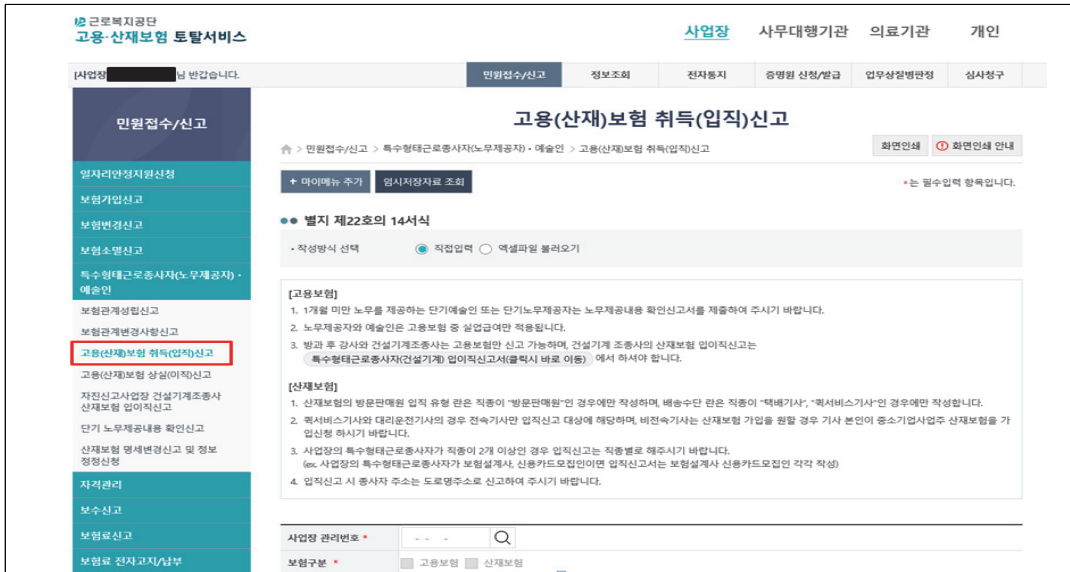 근로복지공단
고용·산재보험 토탈서비스
사업장 사무대행기관 의료기관 개인
[사업장 님 반갑습니다.
민원접수/신고 정보조회 전자통지 증명원 신청/발급 업무상질병판정 심사청구
민원접수/신고
고용(산재)보험 취득(입직)신고
> 민원접수/신고 > 특수형태근로종사자(노무제공자)·예술인 > 고용(산재)보험 취득(입직)신고
화면인쇄 화면인쇄 안내
일자리안정지원신청
+ 마이메뉴 추가 임시저장자료 조회
*는 필수입력 항목입니다.
보험가입신고
보험변경신고
별지 제22호의 14서식
보험소멸신고
• 작성방식 선택 직접입력 엑셀파일 불러오기
특수형태근로종사자(노무제공자)·
예술인
보험관계성립신고
보험관계변경사항신고
고용(산재)보험 취득(입직)신고
고용(산재)보험 상실(이직)신고
자진신고사업장 건설기계조종사
산재보험 입이직신고
단기 노무제공내용 확인신고
산재보험 명세변경신고 및 정보
정정신청
자격관리
보수신고
보험료신고
보험료 전자고지/납부
[고용보험]
1. 1개월 미만 노무를 제공하는 단기예술인 또는 단기노무제공자는 노무제공내용 확인신고서를 제출하여 주시기 바랍니다.
2. 노무제공자와 예술인은 고용보험 중 실업급여만 적용됩니다.
3. 방과 후 강사와 건설기계조종사는 고용보험만 신고 가능하며, 건설기계 조종사의 산재보험 입이직신고는
특수형태근로종사자(건설기계) 입이직신고서(클릭시 바로 이동) 에서 하셔야 합니다.
[산재보험]
1. 산재보험의 방문판매원 입직 유형 란은 직종이 "방문판매원"인 경우에만 작성하며, 배송수단 란은 직종이 "택배기사", "퀵서비스기사"인 경우에만 작성합니다.
2. 퀵서비스기사와 대리운전기사의 경우 전속기사만 입직신고 대상에 해당하며, 비전속기사는 산재보험 가입을 원할 경우 기사 본인이 중소기업사업주 산재보험을 가
입신청 하시기 바랍니다.
3. 사업장의 특수형태근로종사자가 직종이 2개 이상인 경우 입직신고는 직종별로 해주시기 바랍니다.
(ex. 사업장의 특수형태근로종사자가 보험설계사, 신용카드모집인이면 입직신고서는 보험설계사 신용카드모집인 각각 작성)
4. 입직신고 시 종사자 주소는 도로명주소로 신고하여 주시기 바랍니다.
사업장 관리번호 * - - -
보험구분 * 고용보험 산재보험